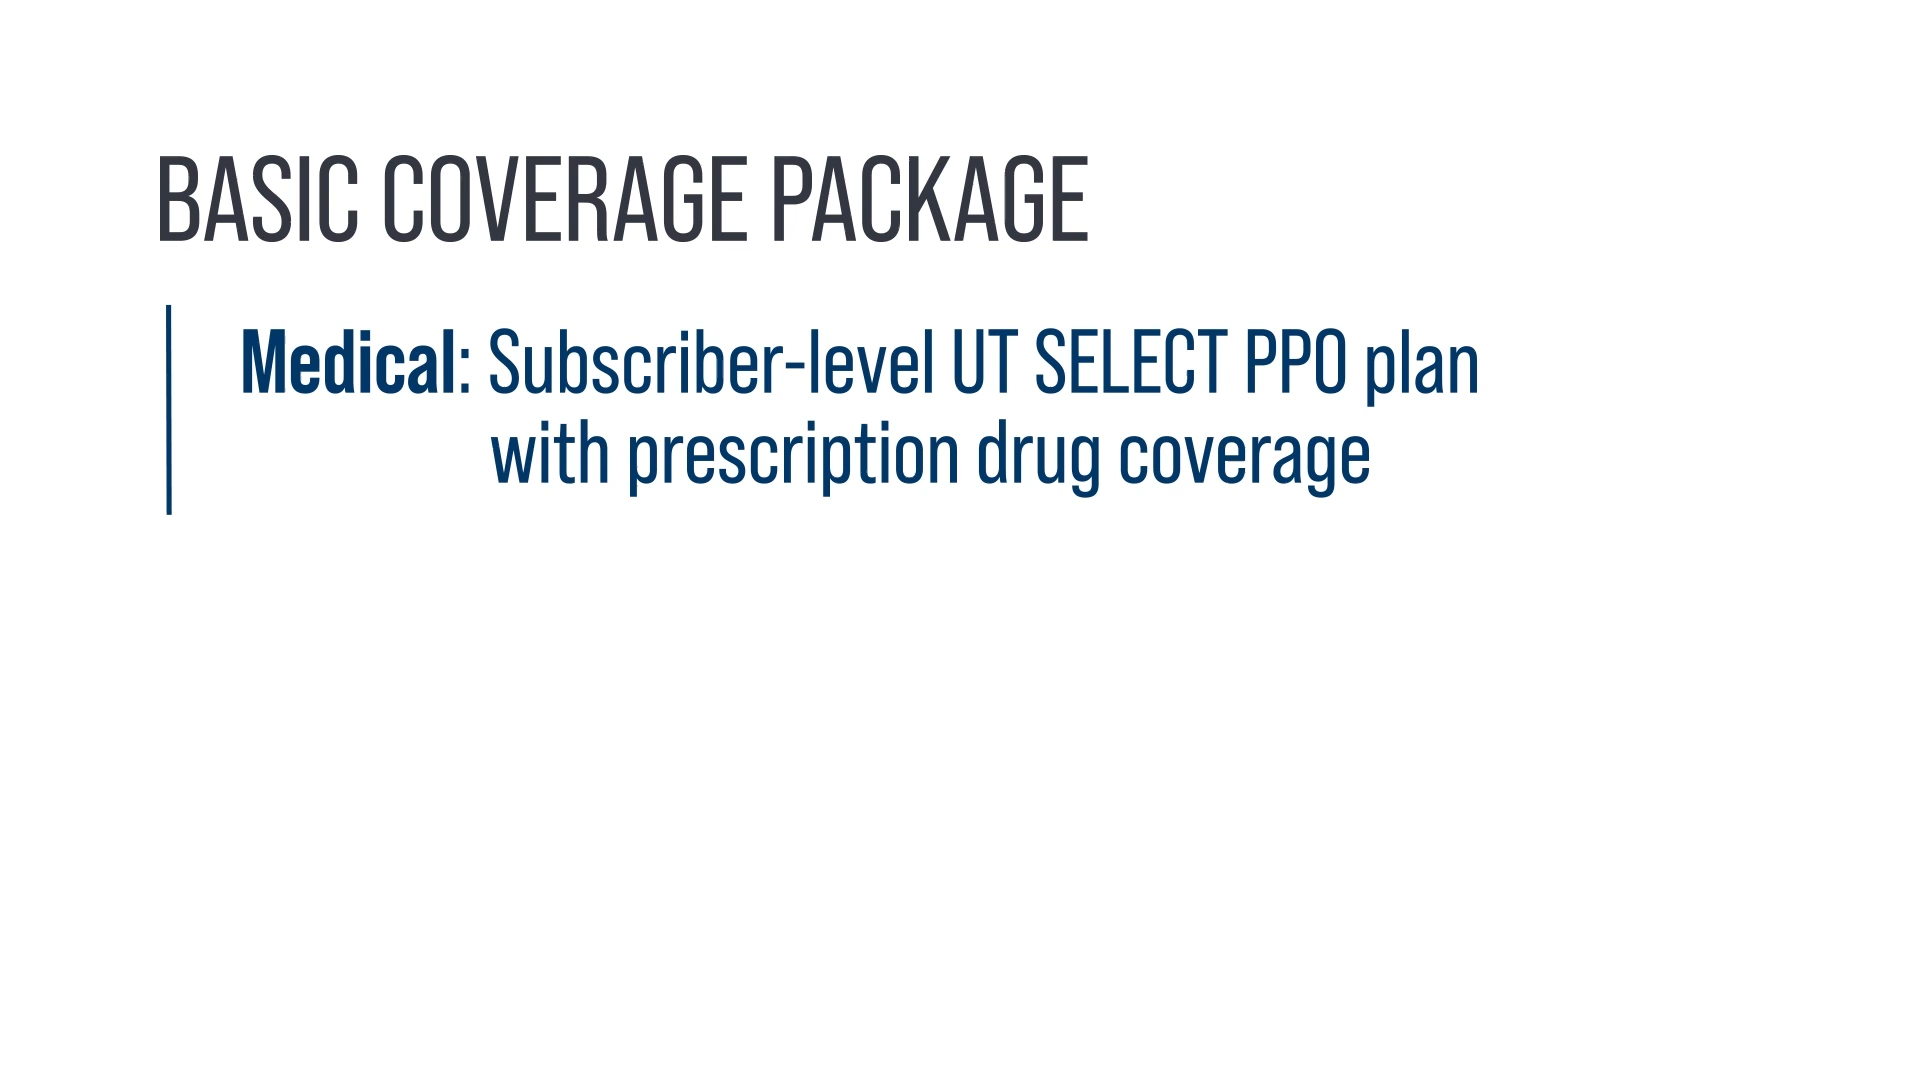 BASIC COVERAGE PACKAGE
Medical: Subscriber-level UT SELECT PPO plan
with prescription drug coverage